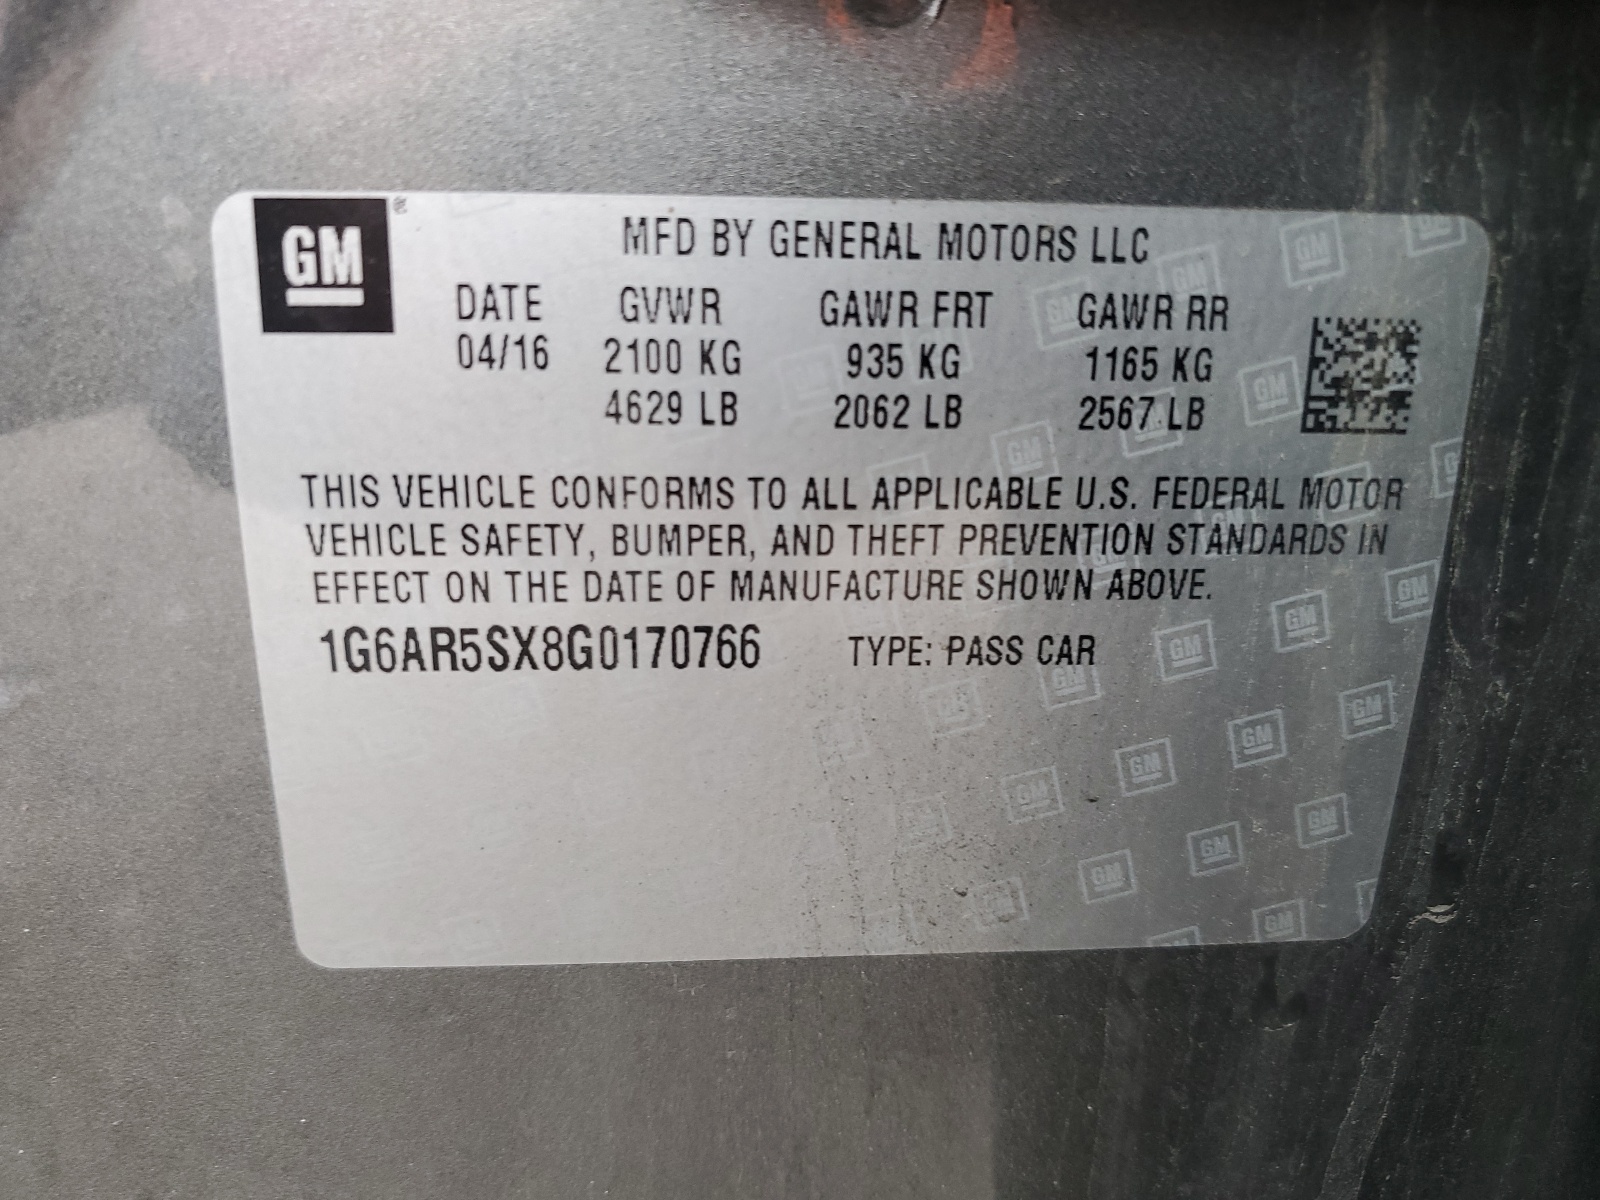 GM ®
MFD BY GENERAL MOTORS LLC
DATE GVWR GAWR FRT GAWR RR
04/16 2100 KG 935 KG 1165 KG
4629 LB 2062 LB 2567 LB
THIS VEHICLE CONFORMS TO ALL APPLICABLE U.S. FEDERAL MOTOR
VEHICLE SAFETY, BUMPER, AND THEFT PREVENTION STANDARDS IN
EFFECT ON THE DATE OF MANUFACTURE SHOWN ABOVE.
1G6AR5SX8G0170766 TYPE: PASS CAR